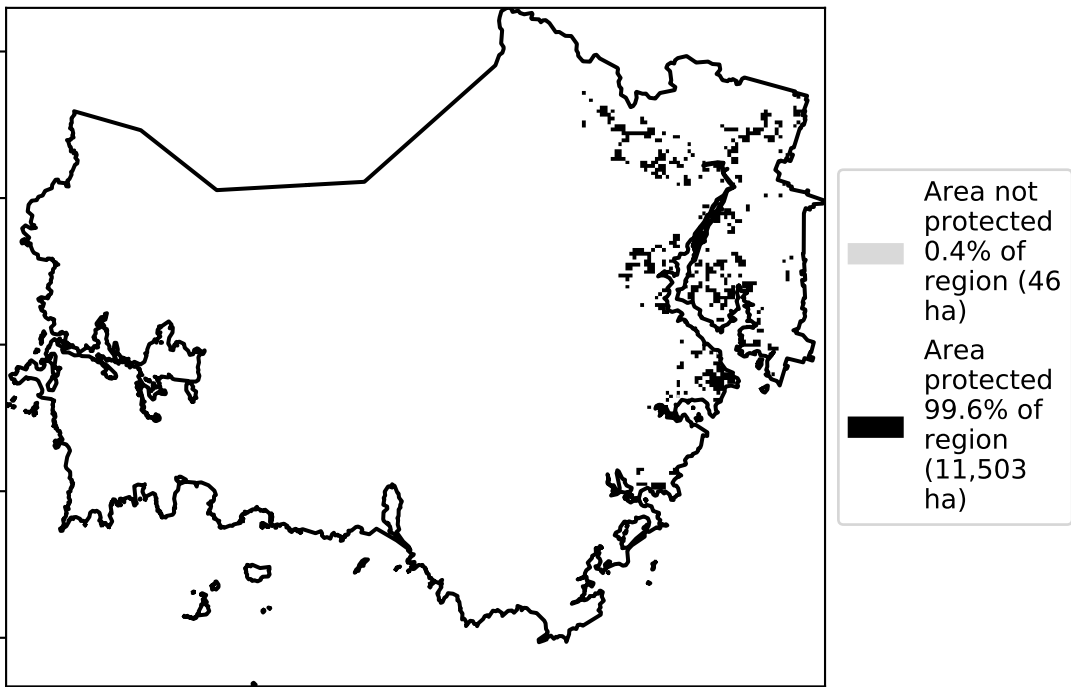 Area not
protected
0.4% of
region (46
ha)
Area
protected
99.6% of
region
(11,503
ha)